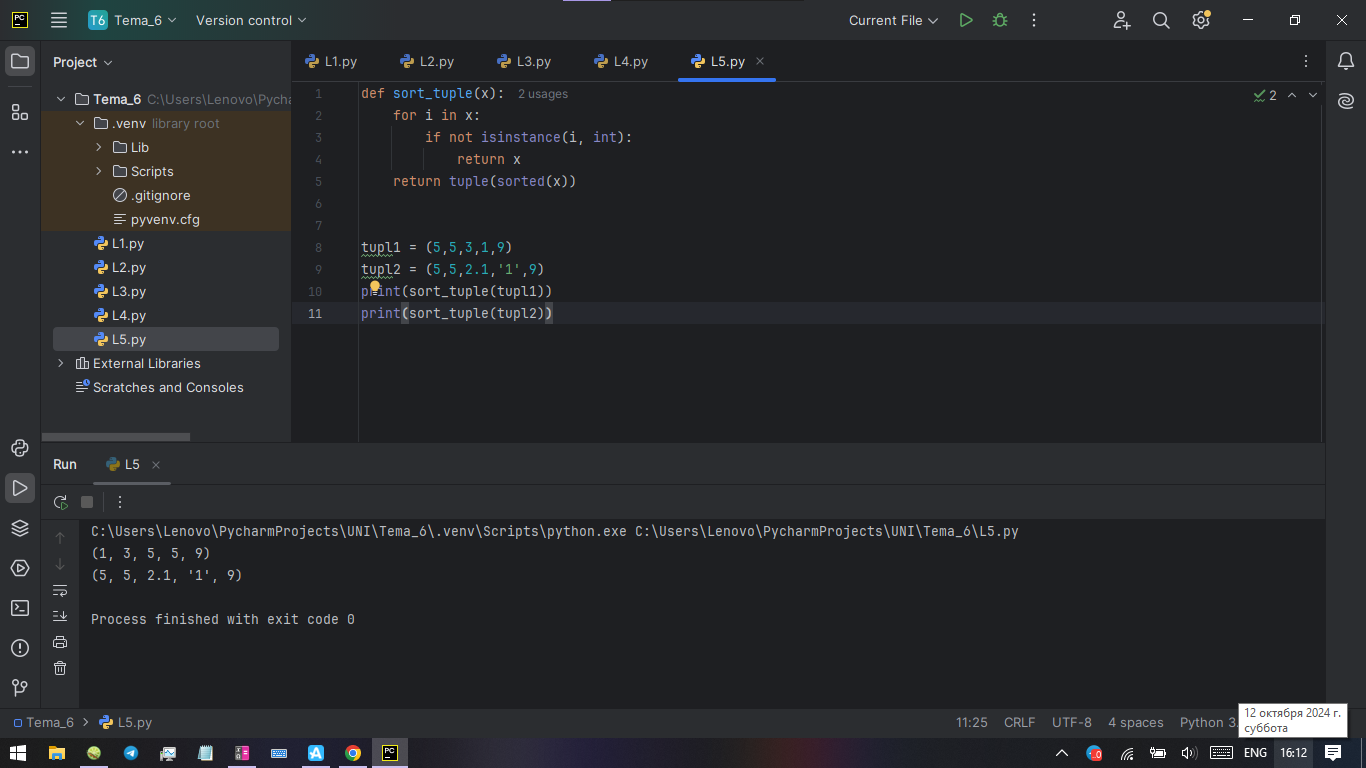 PC T6 Tema_6 Version control Current File
Project
L1.py L2.py L3.py L4.py L5.py
Tema_6 C:\Users\Lenovo\Pycha
.venv library root
Lib
Scripts
.gitignore
pyvenv.cfg
L1.py
L2.py
L3.py
L4.py
L5.py
External Libraries
Scratches and Consoles
1 def sort_tuple(x): 2 usages
2 for i in x:
3 if not isinstance(i, int):
4 return x
5 return tuple(sorted(x))
6
7
8 tupl1 = (5,5,3,1,9)
9 tupl2 = (5,5,2.1,'1',9)
10 print(sort_tuple(tupl1))
11 print(sort_tuple(tupl2))
2
Run L5
C:\Users\Lenovo\PycharmProjects\UNI\Tema_6\.venv\Scripts\python.exe C:\Users\Lenovo\PycharmProjects\UNI\Tema_6\L5.py
(1, 3, 5, 5, 9)
(5, 5, 2.1, '1', 9)
Process finished with exit code 0
Tema_6 > L5.py 11:25 CRLF UTF-8 4 spaces Python 3.
12 октября 2024 г.
суббота
PC ENG 16:12